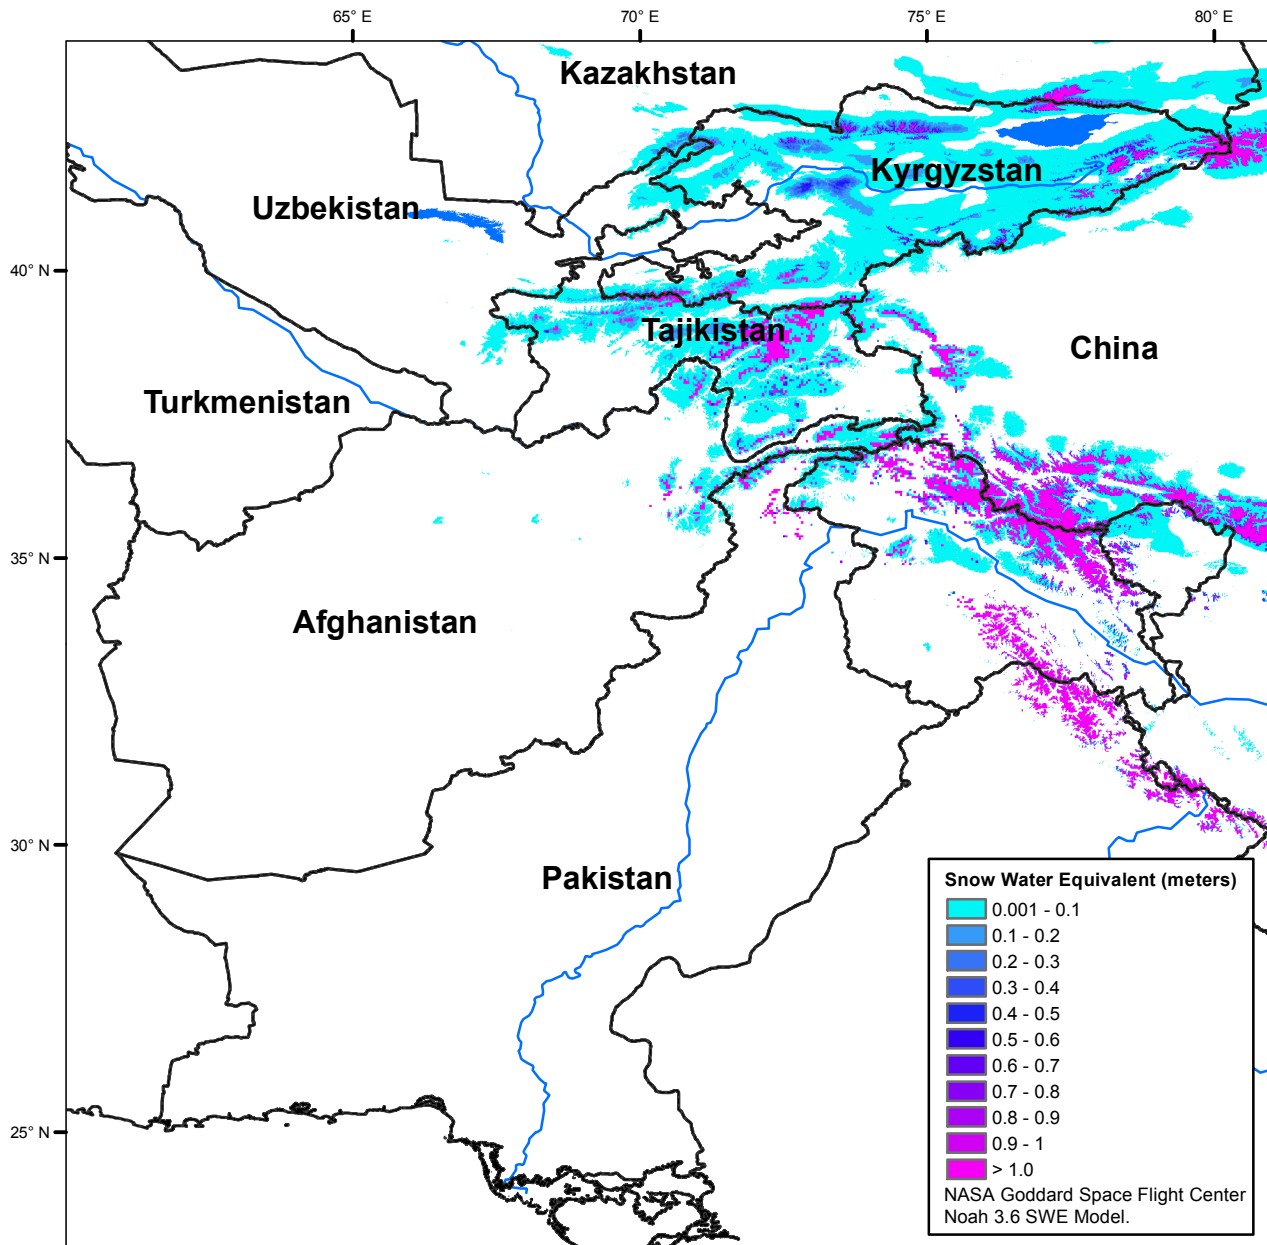 65° E
70° E
75° E
80° E
Kazakhstan
Kyrgyzstan
Uzbekistan
40° N
Tajikistan
China
Turkmenistan
35° N
Afghanistan
30° N
Pakistan
25° N
Snow Water Equivalent (meters)
0.001 - 0.1
0.1 - 0.2
0.2 - 0.3
0.3 - 0.4
0.4 - 0.5
0.5 - 0.6
0.6 - 0.7
0.7 - 0.8
0.8 - 0.9
0.9 - 1
> 1.0
NASA Goddard Space Flight Center
Noah 3.6 SWE Model.